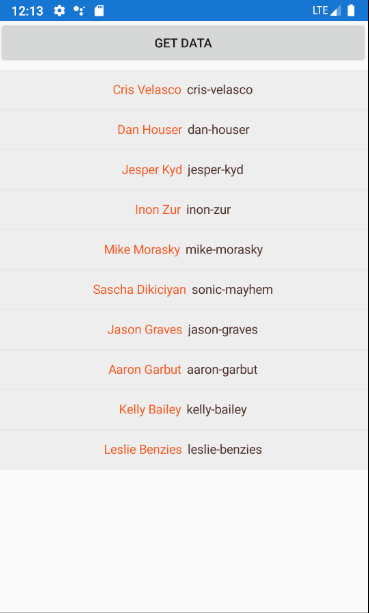 12:13 LTE
GET DATA
Cris Velasco cris-velasco
Dan Houser dan-houser
Jesper Kyd jesper-kyd
Inon Zur inon-zur
Mike Morasky mike-morasky
Sascha Dikiciyan sonic-mayhem
Jason Graves jason-graves
Aaron Garbut aaron-garbut
Kelly Bailey kelly-bailey
Leslie Benzies leslie-benzies